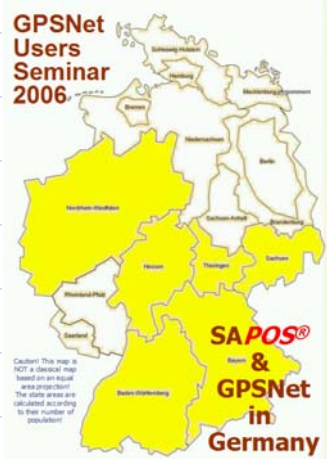 GPSNet
Users
Seminar
2006
Schleswig-Holstein
Hamburg
Mecklenburg-Vorpommern
Bremen
Niedersachsen
Berlin
Nordrhein-Westfalen
Sachsen-Anhalt
Brandenburg
Hessen
Thüringen
Sachsen
Rheinland-Pfalz
Saarland
SAPOS®
Bayern
&
GPSNet
in
Germany
Baden-Württemberg
Caution! This map is
NOT a classical map
based on an equal
area projection!
The state areas are
calculated according
to their number of
population!